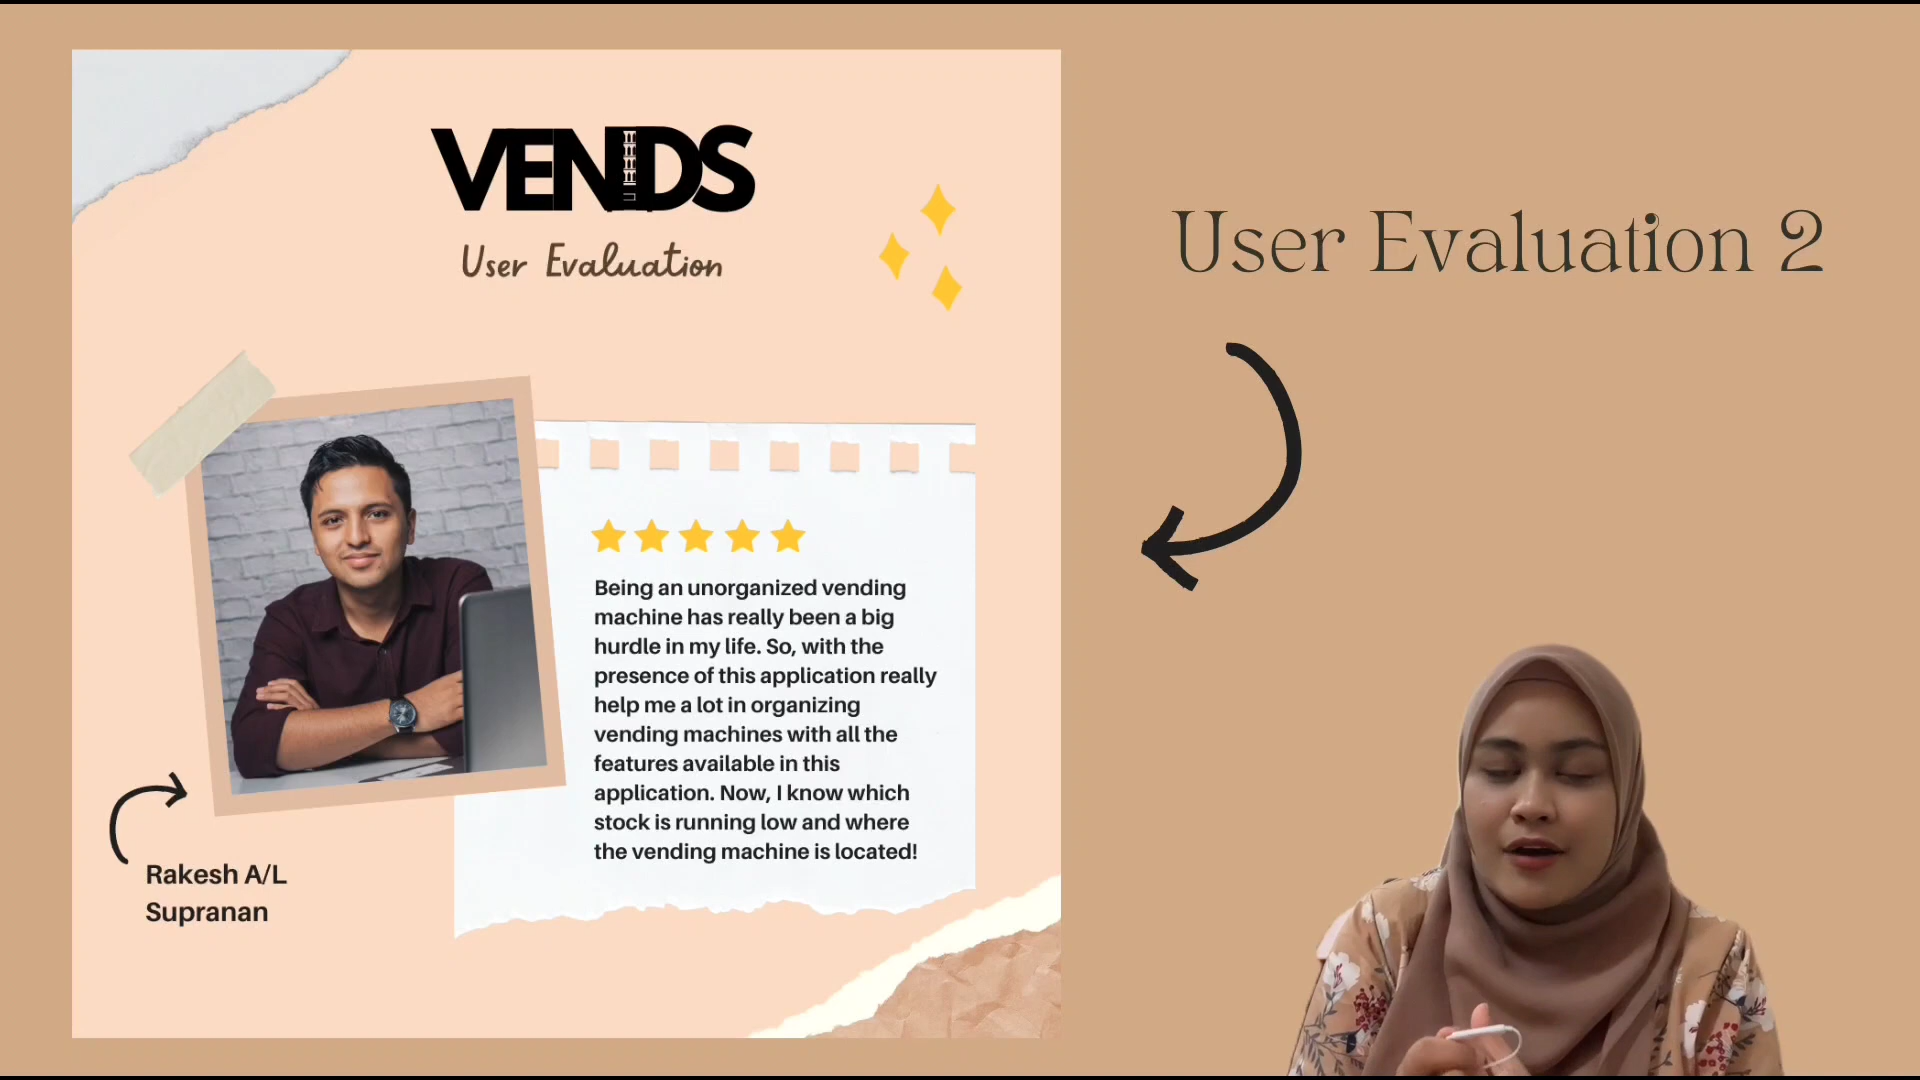 VENDS
User Evaluation
Being an unorganized vending
machine has really been a big
hurdle in my life. So, with the
presence of this application really
help me a lot in organizing
vending machines with all the
features available in this
application. Now, I know which
stock is running low and where
the vending machine is located!
Rakesh A/L
Supranan
User Evaluation 2